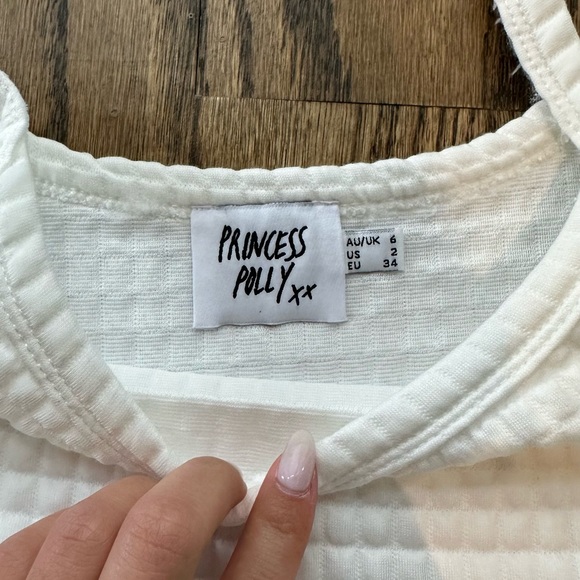 PRINCESS
POLLY xx
AU/UK 6
US 2
EU 34